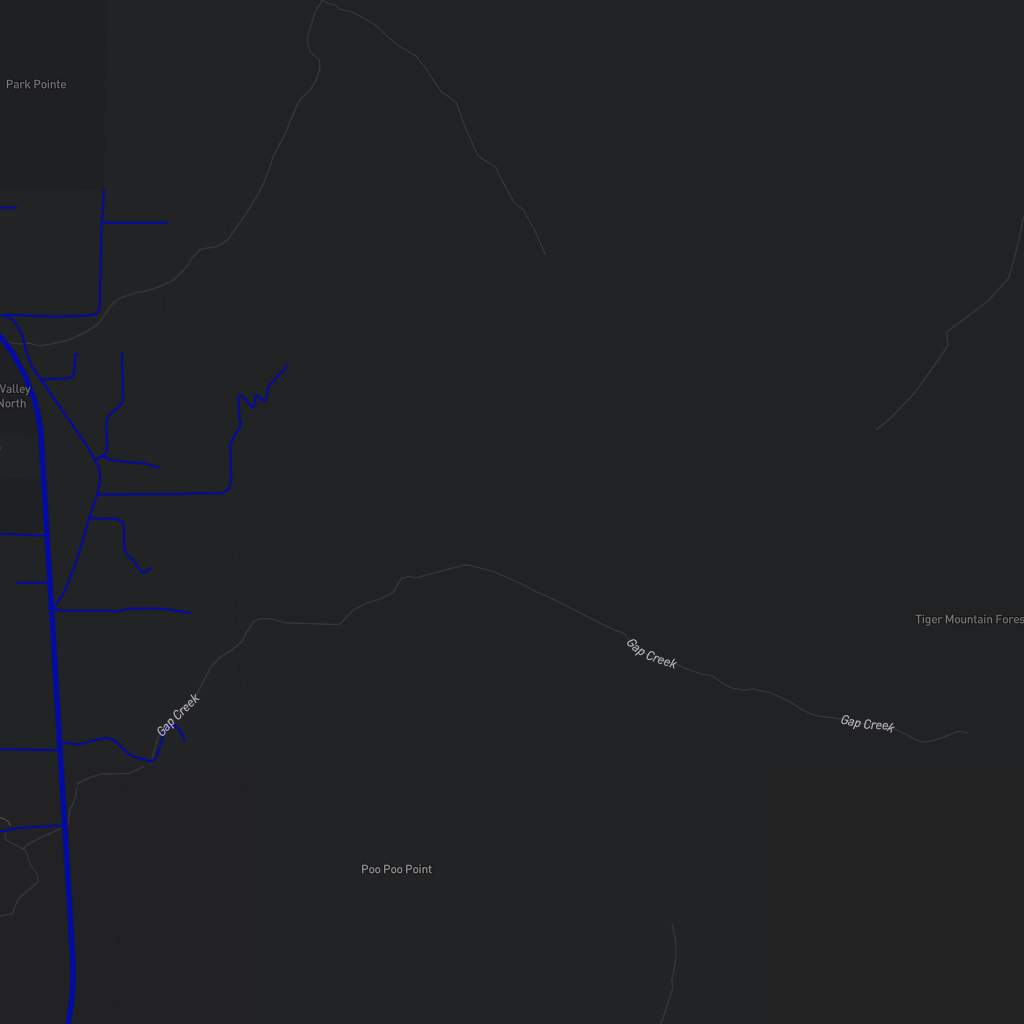 Park Pointe
Valley
North
Tiger Mountain Fores
Gap Creek
Gap Creek
Gap Creek
Poo Poo Point